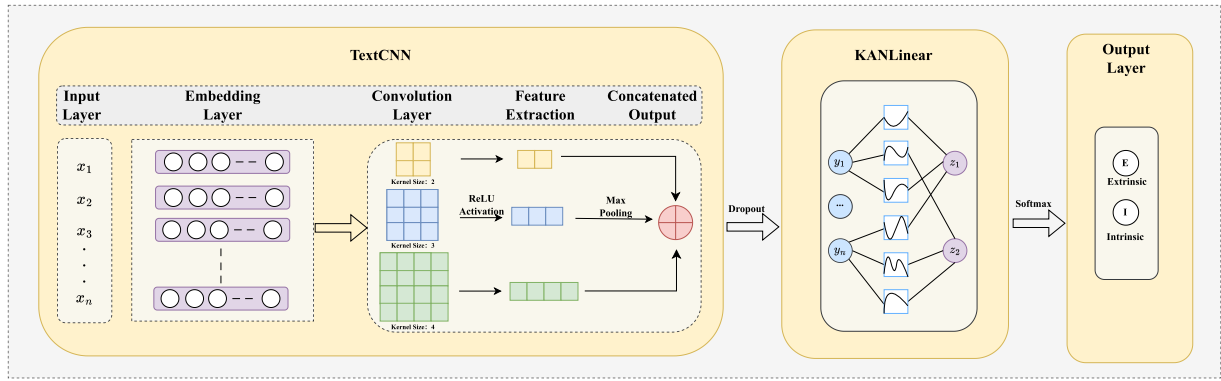 TextCNN
KANLinear
Output
Layer
Input
Layer
Embedding
Layer
Convolution
Layer
Feature
Extraction
Concatenated
Output
x₁
x₂
x₃
.
.
.
xₙ
Kernel Size: 2
ReLU
Activation
Kernel Size: 3
Kernel Size: 4
Max
Pooling
Dropout
y₁
...
yₙ
z₁
z₂
Softmax
E
Extrinsic
I
Intrinsic